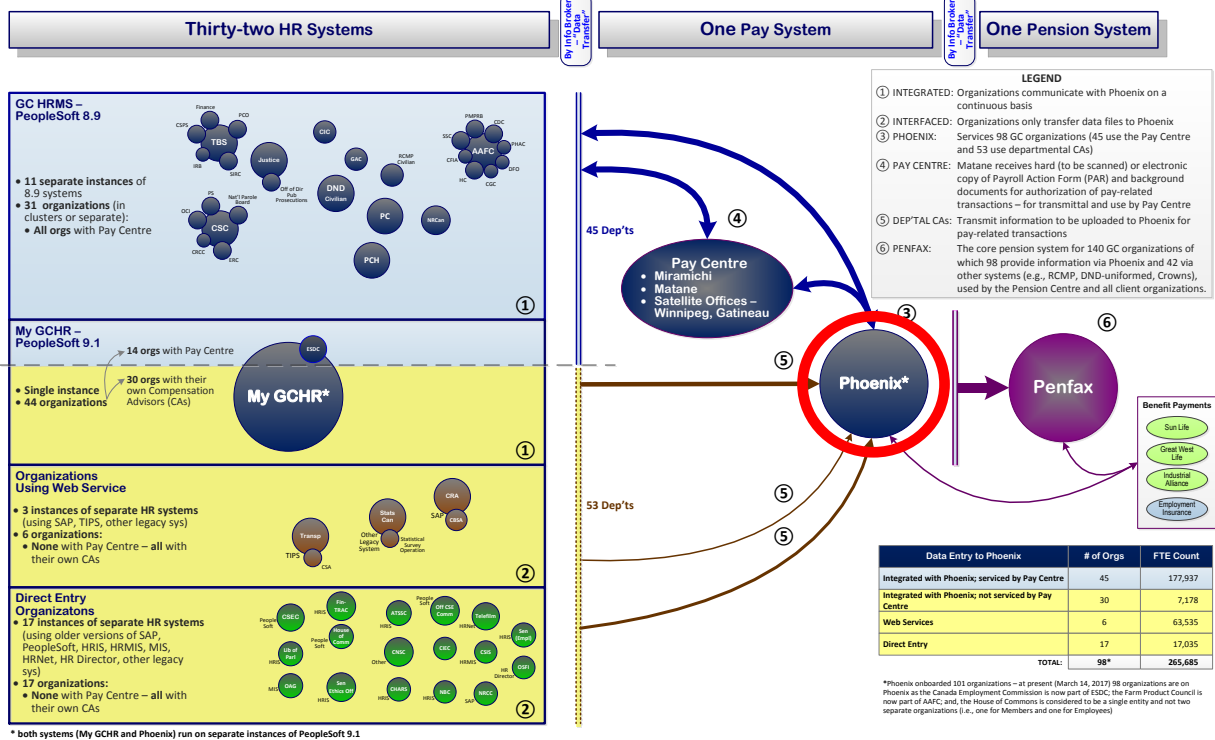 Thirty-two HR Systems
By Info Broker
– "Data
Transfer"
One Pay System
By Info Broker
– "Data
Transfer"
One Pension System
GC HRMS –
PeopleSoft 8.9
• 11 separate instances of
8.9 systems
• 31 organizations (in
clusters or separate):
• All orgs with Pay Centre
Finance
PCO
CSPS
TBS
IRB
SIRC
Justice
Off of Dir
Pub
Prosecutions
CIC
GAC
RCMP
Civilian
DND
Civilian
PC
NRCan
PCH
PS
Nat'l Parole
Board
OCI
CSC
CRCC
ERC
PMPRB
CDC
SSC
PHAC
AAFC
CFIA
DFO
HC
CGC
①
My GCHR –
PeopleSoft 9.1
14 orgs with Pay Centre
• Single instance
• 44 organizations
30 orgs with their
own Compensation
Advisors (CAs)
ESDC
My GCHR*
①
Organizations
Using Web Service
• 3 instances of separate HR systems
(using SAP, TIPS, other legacy sys)
• 6 organizations:
• None with Pay Centre – all with
their own CAs
Transp
TIPS
CSA
Stats
Can
Other
Legacy
System
Statistical
Survey
Operation
CRA
SAP
CBSA
②
Direct Entry
Organizatons
• 17 instances of separate HR systems
(using older versions of SAP,
PeopleSoft, HRIS, HRMIS, MIS,
HRNet, HR Director, other legacy
sys)
• 17 organizations:
• None with Pay Centre – all with
their own CAs
CSEC
People
Soft
Fin-
TRAC
HRIS
ATSSC
HRIS
People
Soft
Off CSE
Comm
Telefilm
HRNet
Sen
(Empl)
HRIS
Lib of
Parl
HRIS
House
of
Comm
People
Soft
CNSC
Other
CIEC
CSIS
HRMIS
OSFI
HR
Director
OAG
MIS
Sen
Ethics Off
HRIS
CHARS
HRIS
NBC
HRIS
NRCC
SAP
②
* both systems (My GCHR and Phoenix) run on separate instances of PeopleSoft 9.1
45 Dep'ts
53 Dep'ts
④
Pay Centre
• Miramichi
• Matane
• Satellite Offices –
Winnipeg, Gatineau
③
⑤
Phoenix*
⑤
⑤
⑥
Penfax
LEGEND
① INTEGRATED: Organizations communicate with Phoenix on a
continuous basis
② INTERFACED: Organizations only transfer data files to Phoenix
③ PHOENIX: Services 98 GC organizations (45 use the Pay Centre
and 53 use departmental CAs)
④ PAY CENTRE: Matane receives hard (to be scanned) or electronic
copy of Payroll Action Form (PAR) and background
documents for authorization of pay-related
transactions – for transmittal and use by Pay Centre
⑤ DEP'TAL CAs: Transmit information to be uploaded to Phoenix for
pay-related transactions
⑥ PENFAX: The core pension system for 140 GC organizations of
which 98 provide information via Phoenix and 42 via
other systems (e.g., RCMP, DND-uniformed, Crowns),
used by the Pension Centre and all client organizations.
Benefit Payments
Sun Life
Great West
Life
Industrial
Alliance
Employment
Insurance
Data Entry to Phoenix # of Orgs FTE Count
Integrated with Phoenix; serviced by Pay Centre 45 177,937
Integrated with Phoenix; not serviced by Pay
Centre 30 7,178
Web Services 6 63,535
Direct Entry 17 17,035
TOTAL: 98* 265,685
*Phoenix onboarded 101 organizations – at present (March 14, 2017) 98 organizations are on
Phoenix as the Canada Employment Commission is now part of ESDC; the Farm Product Council is
now part of AAFC; and, the House of Commons is considered to be a single entity and not two
separate organizations (i.e., one for Members and one for Employees)